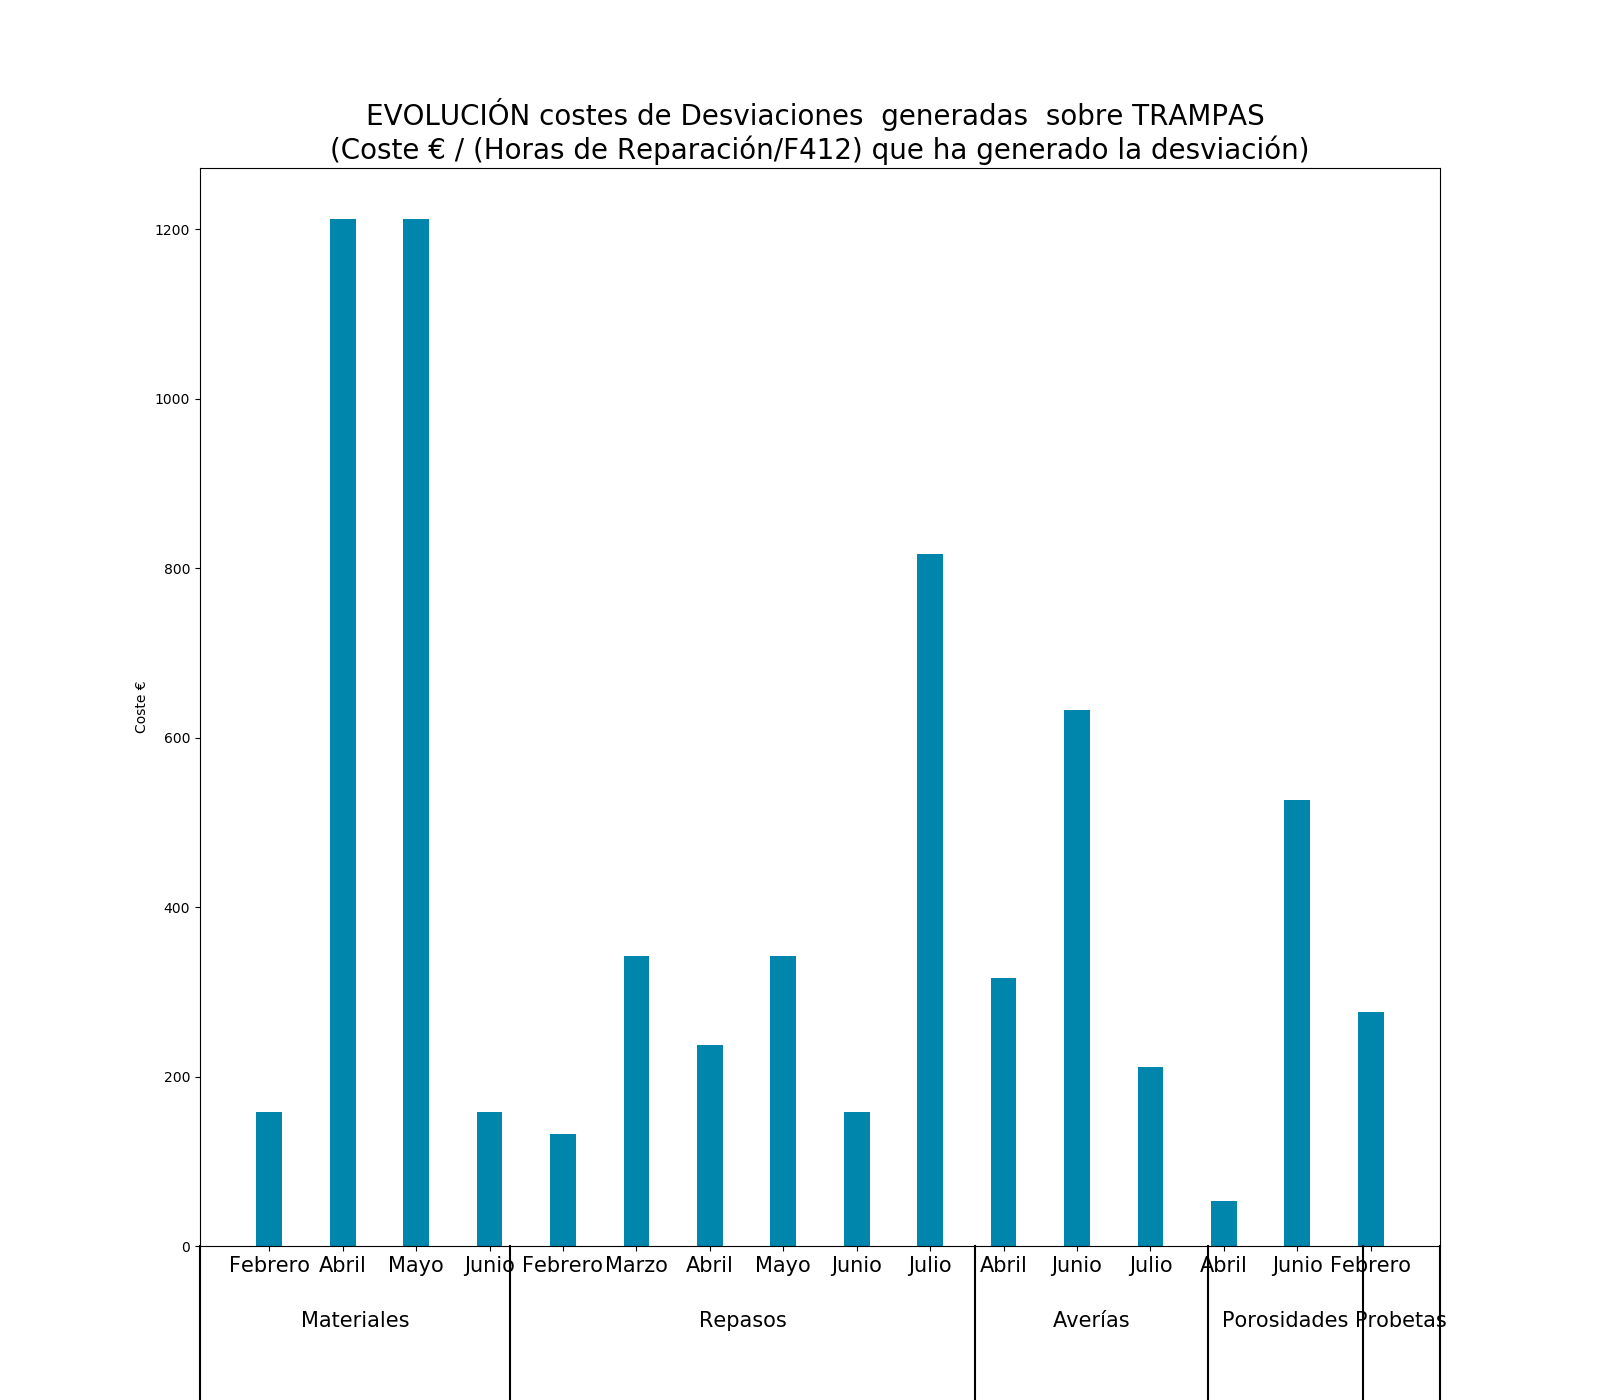 EVOLUCIÓN costes de Desviaciones  generadas  sobre TRAMPAS
(Coste € / (Horas de Reparación/F412) que ha generado la desviación)
1200
1000
800
600
400
200
0
Coste €
Febrero Abril Mayo Junio Febrero Marzo Abril Mayo Junio Julio Abril Junio Julio Abril Junio Febrero
Materiales Repasos Averías Porosidades Probetas